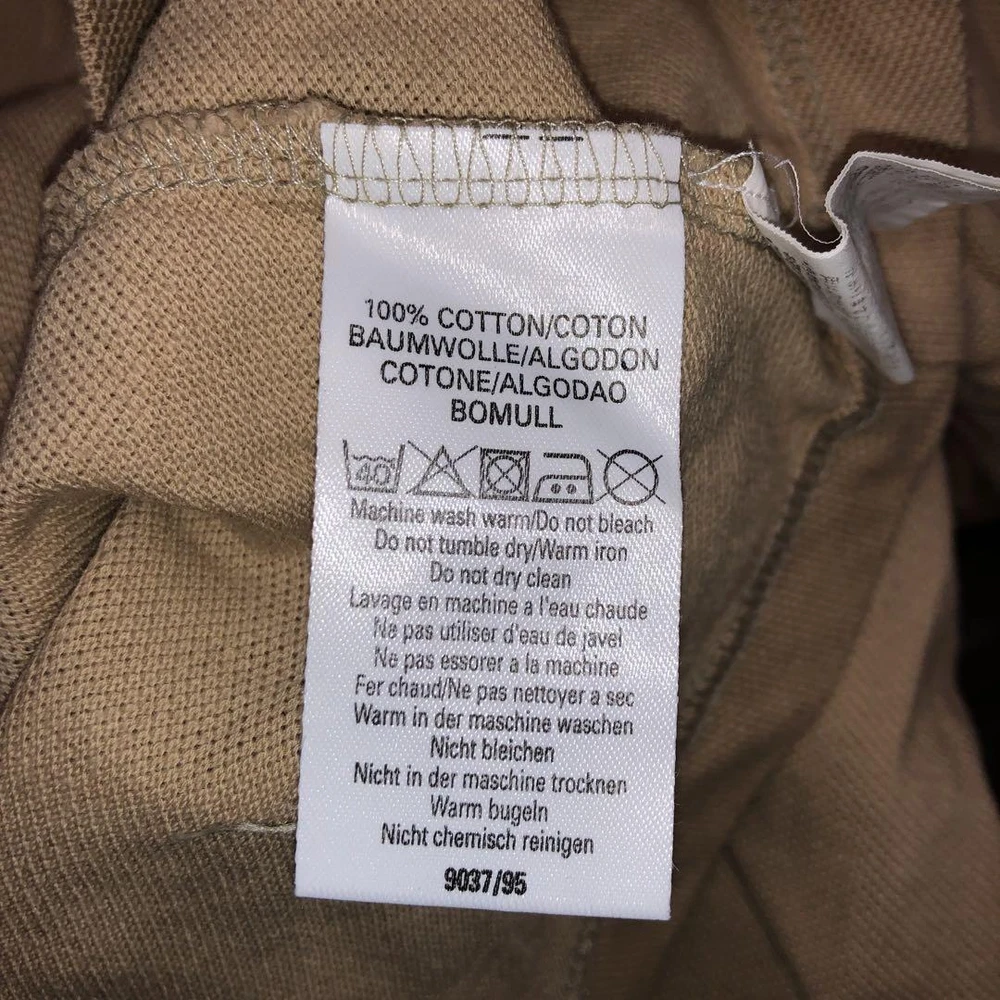 100% COTTON/COTON
BAUMWOLLE/ALGODON
COTONE/ALGODAO
BOMULL
40
Machine wash warm/Do not bleach
Do not tumble dry/Warm iron
Do not dry clean
Lavage en machine a l'eau chaude
Ne pas utiliser d'eau de javel
Ne pas essorer a la machine
Fer chaud/Ne pas nettoyer a sec
Warm in der maschine waschen
Nicht bleichen
Nicht in der maschine trocknen
Warm bugeln
Nicht chemisch reinigen
9037/95